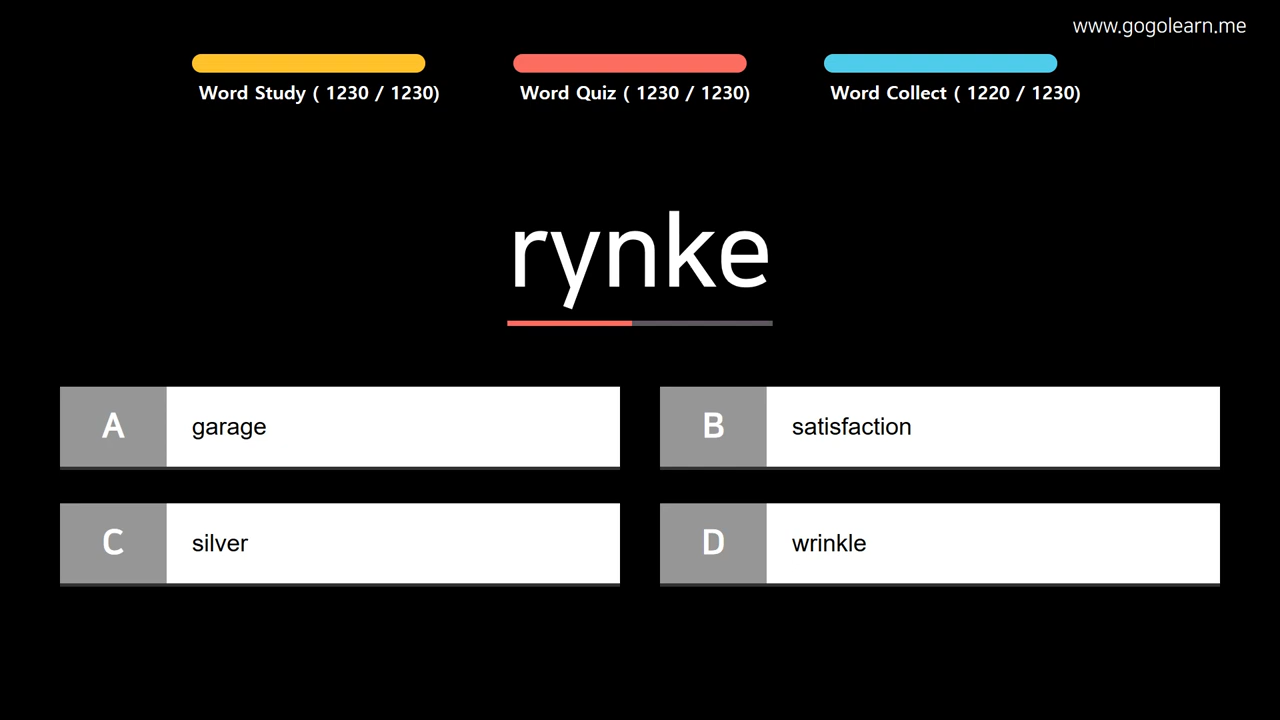 www.gogolearn.me
Word Study ( 1230 / 1230)
Word Quiz ( 1230 / 1230)
Word Collect ( 1220 / 1230)
rynke
A garage
B satisfaction
C silver
D wrinkle